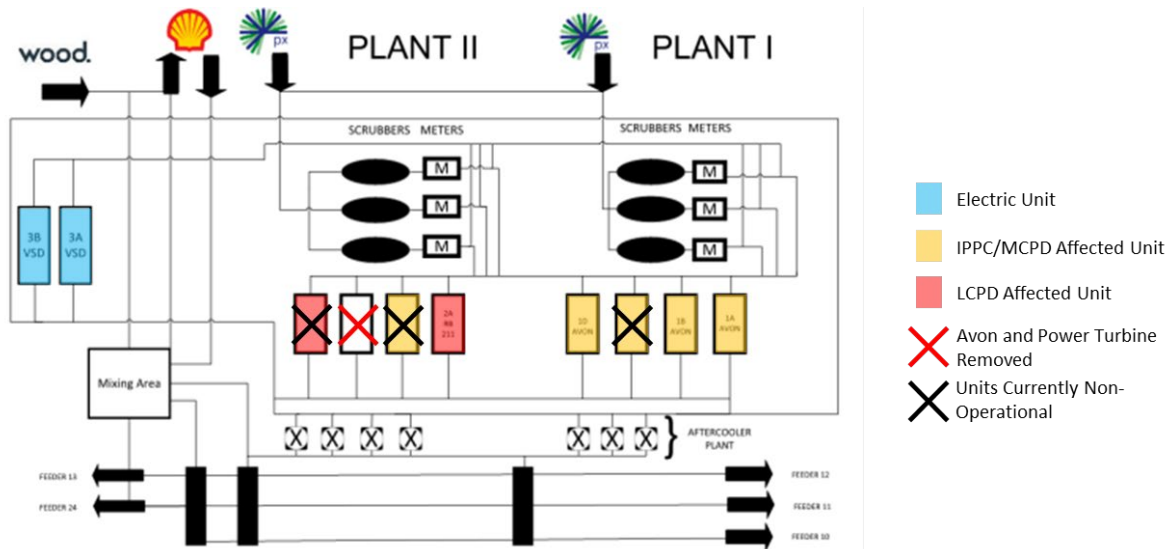 wood.
px
PLANT II
px
PLANT I
SCRUBBERS METERS
SCRUBBERS METERS
M
M
M
M
M
M
3B
VSD
3A
VSD
2A
RB
211
1D
AVON
1B
AVON
1A
AVON
Mixing Area
AFTERCOOLER
PLANT
FEEDER 13
FEEDER 24
FEEDER 12
FEEDER 11
FEEDER 10
Electric Unit
IPPC/MCPD Affected Unit
LCPD Affected Unit
Avon and Power Turbine
Removed
Units Currently Non-
Operational